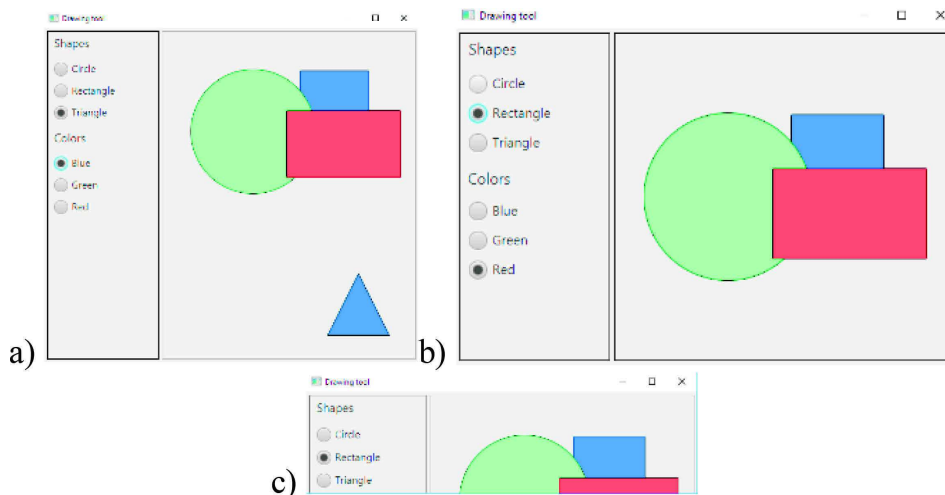 Drawing tool
Shapes
Circle
Rectangle
Triangle
Colors
Blue
Green
Red
a)
Drawing tool
Shapes
Circle
Rectangle
Triangle
Colors
Blue
Green
Red
b)
Drawing tool
Shapes
Circle
Rectangle
Triangle
c)